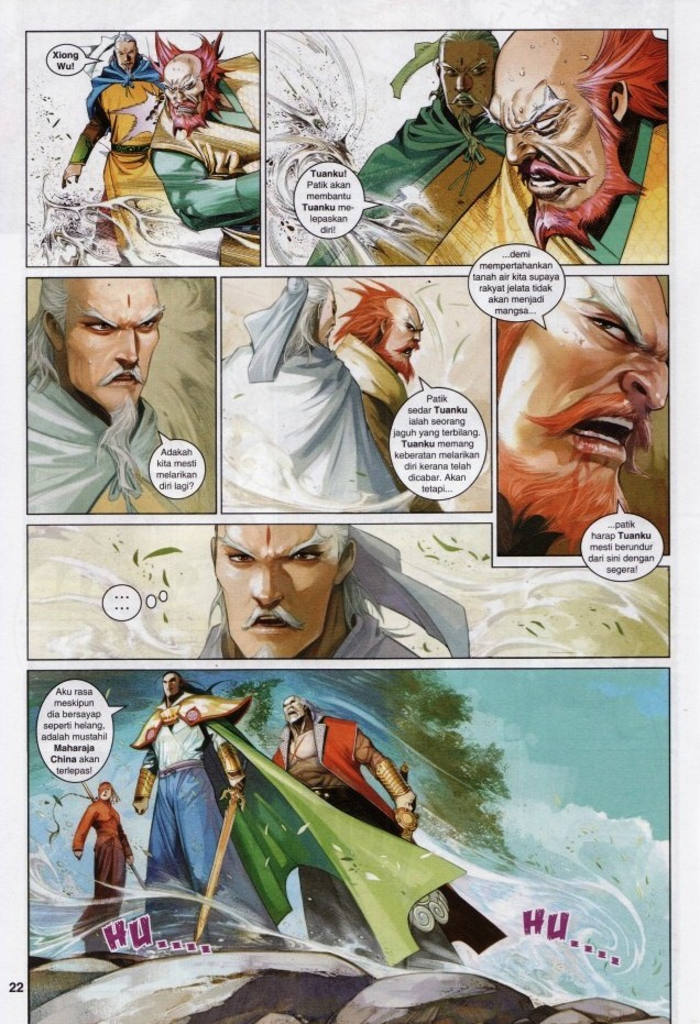 Xiong
Wu!
Tuanku!
Patik akan
membantu
Tuanku me-
lepaskan
diri!
Adakah
kita mesti
melarikan
diri lagi?
Patik
sedar Tuanku
ialah seorang
jaguh yang terbilang.
Tuanku memang
keberatan melarikan
diri kerana telah
dicabar. Akan
tetapi...
...demi
mempertahankan
tanah air kita supaya
rakyat jelata tidak
akan menjadi
mangsa...
...patik
harap Tuanku
mesti berundur
dari sini dengan
segera!
...
...
Aku rasa
meskipun
dia bersayap
seperti helang,
adalah mustahil
Maharaja
China akan
terlepas!
HU....
HU....
22